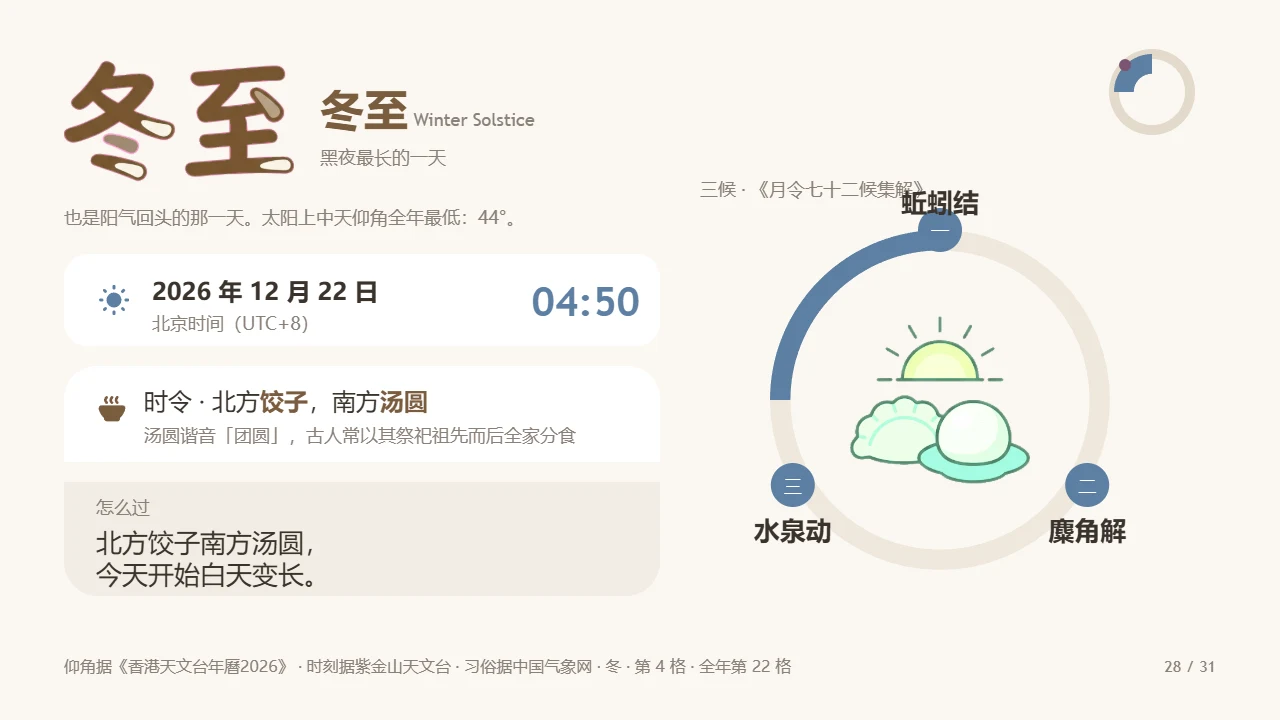 冬至
冬至 Winter Solstice
黑夜最长的一天
也是阳气回头的那一天。太阳上中天仰角全年最低：44°。
2026 年 12 月 22 日
北京时间（UTC+8）
04:50
时令 · 北方饺子，南方汤圆
汤圆谐音「团圆」，古人常以其祭祀祖先而后全家分食
怎么过
北方饺子南方汤圆，
今天开始白天变长。
三候 · 《月令七十二候集解》
蚯蚓结
一
三
二
水泉动
麋角解
仰角据《香港天文台年曆2026》 · 时刻据紫金山天文台 · 习俗据中国气象网 · 冬 · 第 4 格 · 全年第 22 格
28 / 31